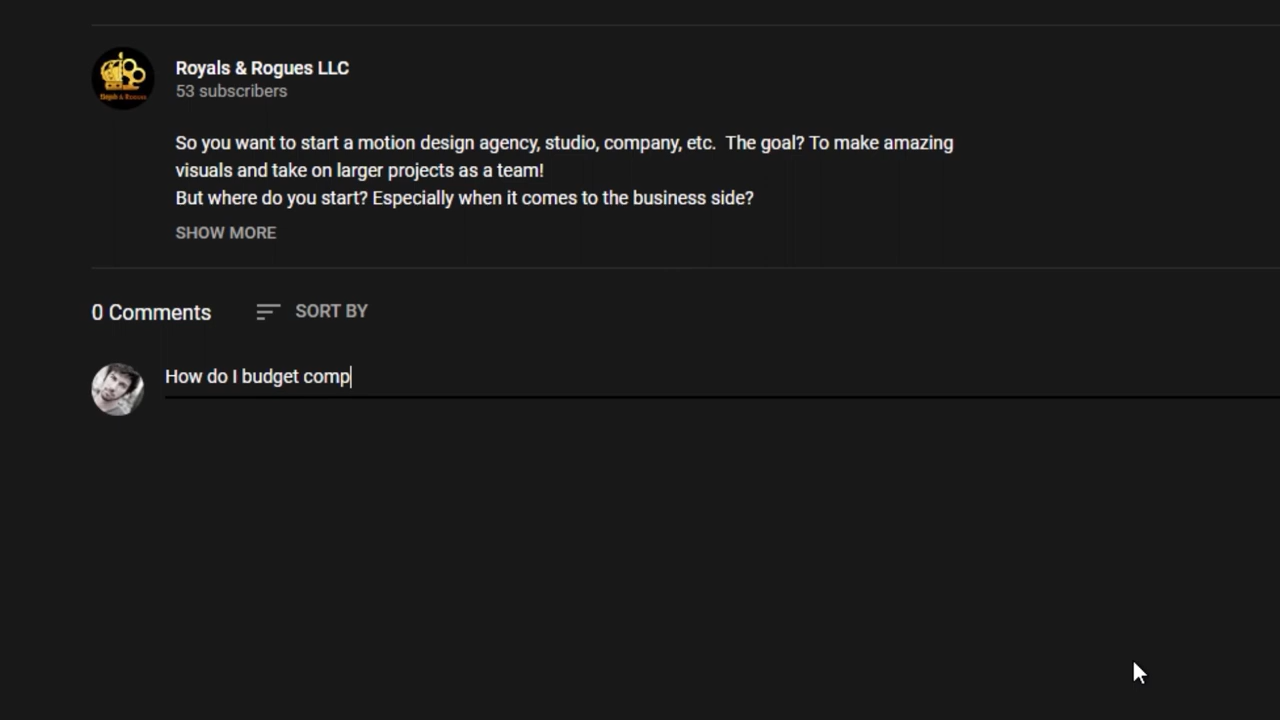 Royals & Rogues LLC
53 subscribers
So you want to start a motion design agency, studio, company, etc.  The goal? To make amazing
visuals and take on larger projects as a team!
But where do you start? Especially when it comes to the business side?
SHOW MORE
0 Comments
SORT BY
How do I budget comp